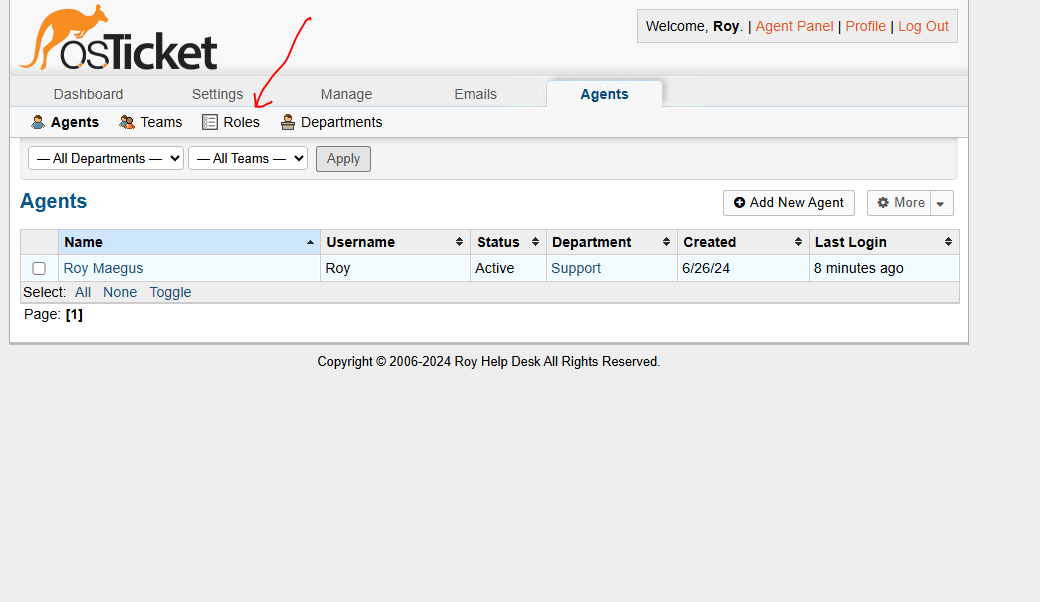 osTicket
Welcome, Roy. | Agent Panel | Profile | Log Out
Dashboard Settings Manage Emails Agents
Agents Teams Roles Departments
— All Departments — — All Teams — Apply
Agents
Add New Agent More
Name Username Status Department Created Last Login
Roy Maegus Roy Active Support 6/26/24 8 minutes ago
Select: All None Toggle
Page: [1]
Copyright © 2006-2024 Roy Help Desk All Rights Reserved.